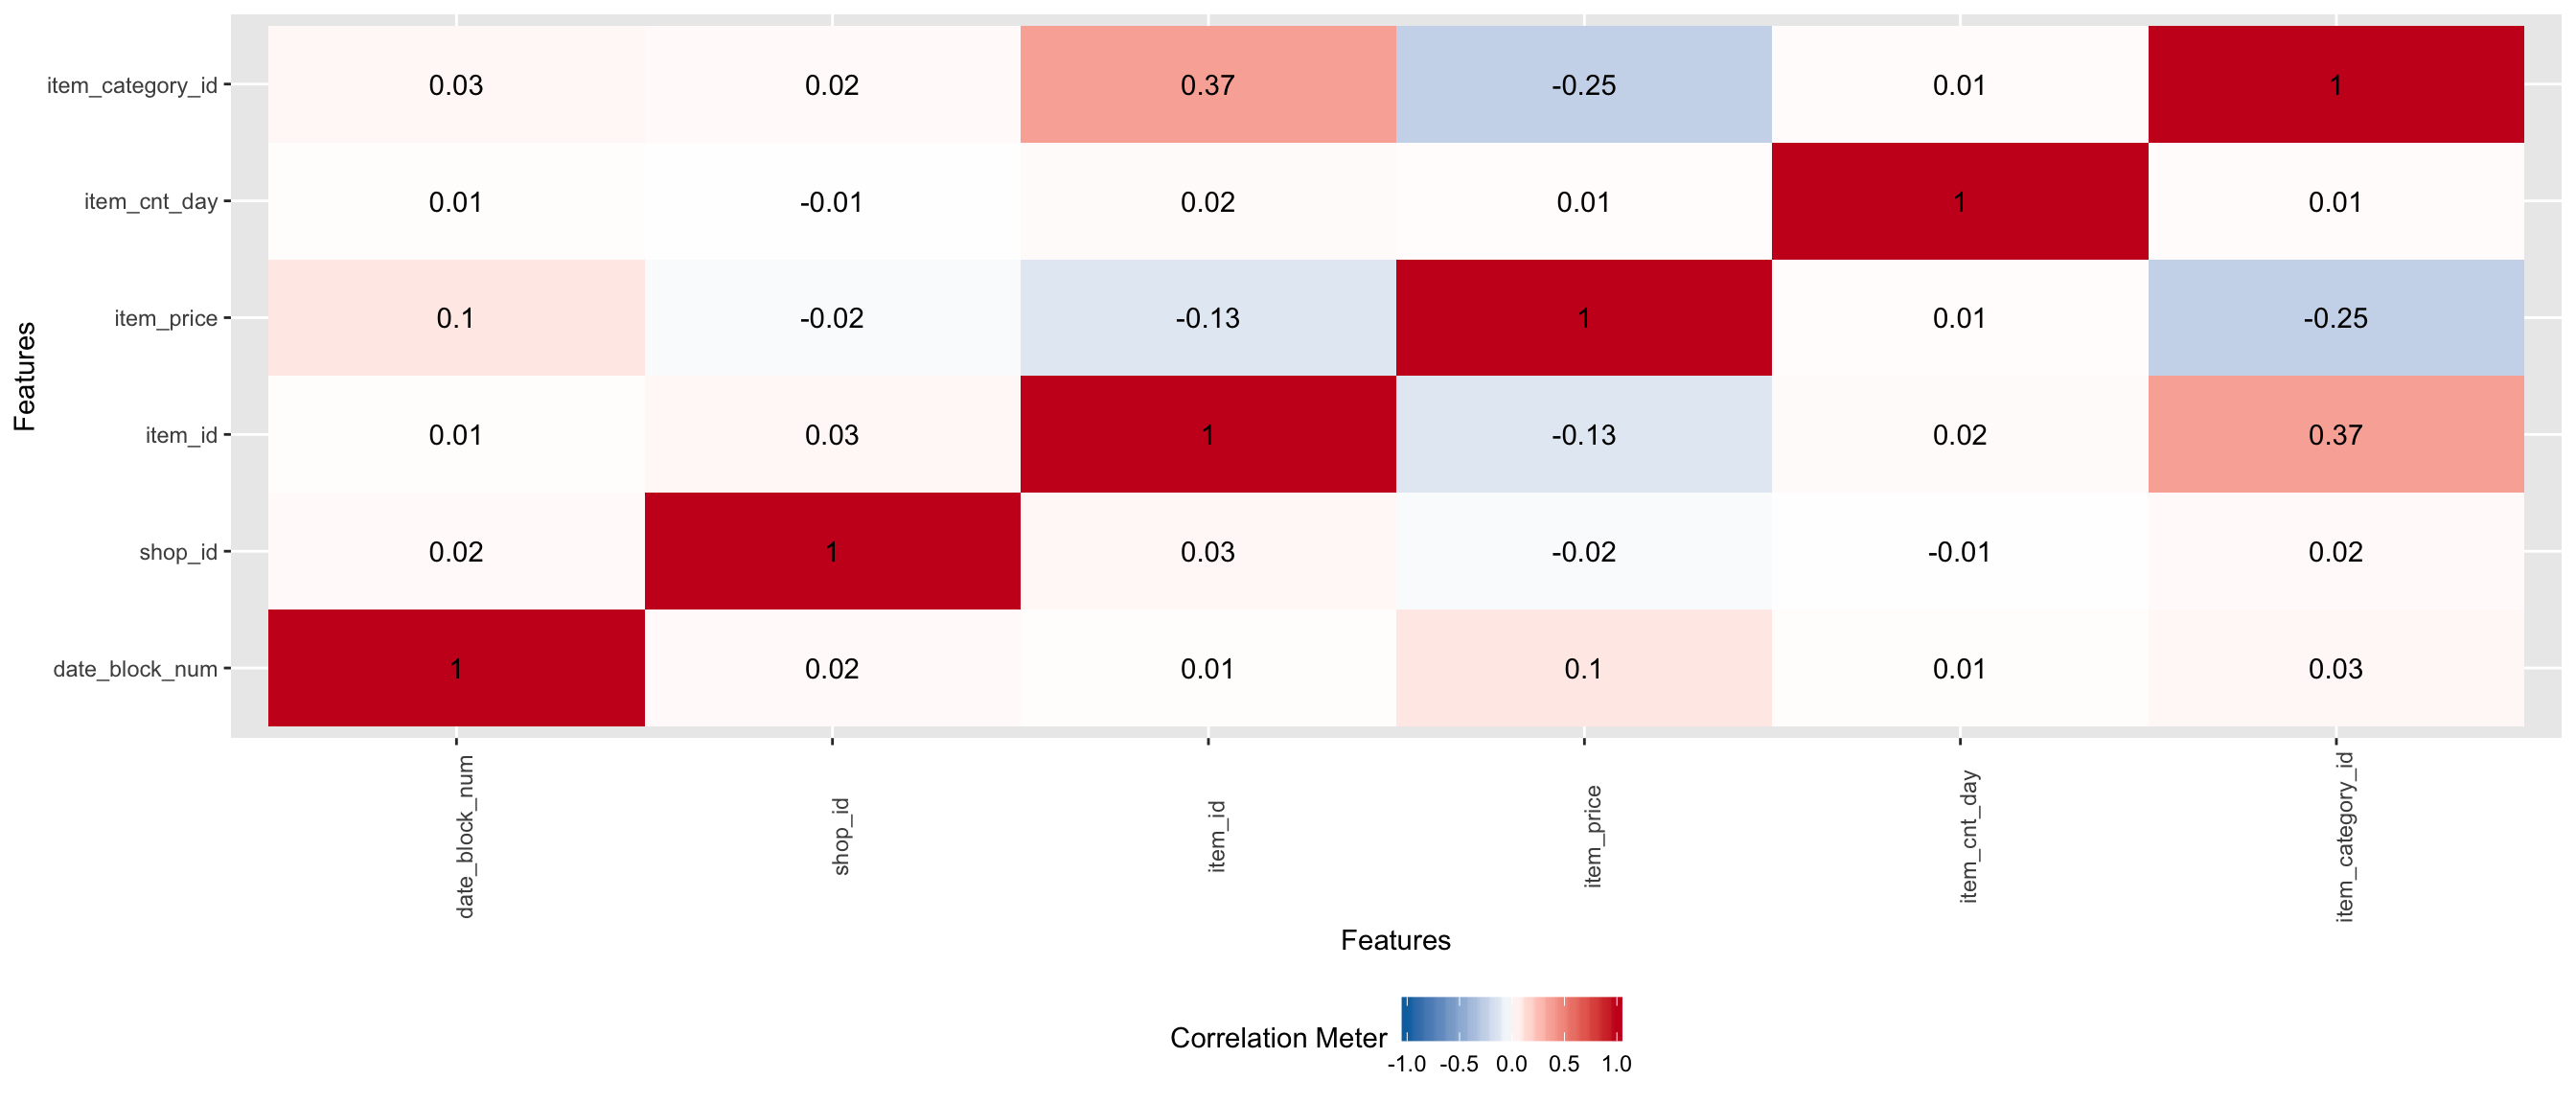 item_category_id 0.03 0.02 0.37 -0.25 0.01 1
item_cnt_day 0.01 -0.01 0.02 0.01 1 0.01
item_price 0.1 -0.02 -0.13 1 0.01 -0.25
item_id 0.01 0.03 1 -0.13 0.02 0.37
shop_id 0.02 1 0.03 -0.02 -0.01 0.02
date_block_num 1 0.02 0.01 0.1 0.01 0.03
Features
date_block_num
shop_id
item_id
item_price
item_cnt_day
item_category_id
Features
Correlation Meter
-1.0 -0.5 0.0 0.5 1.0